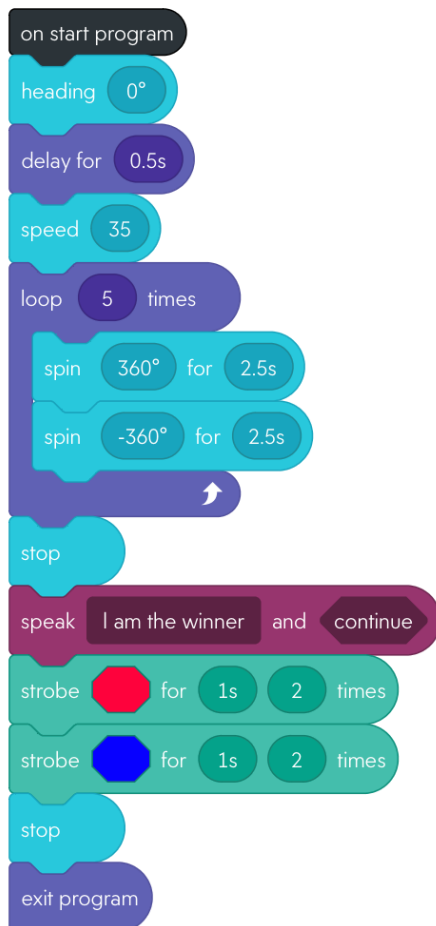 on start program
heading 0°
delay for 0.5s
speed 35
loop 5 times
spin 360° for 2.5s
spin -360° for 2.5s
stop
speak I am the winner and continue
strobe for 1s 2 times
strobe for 1s 2 times
stop
exit program